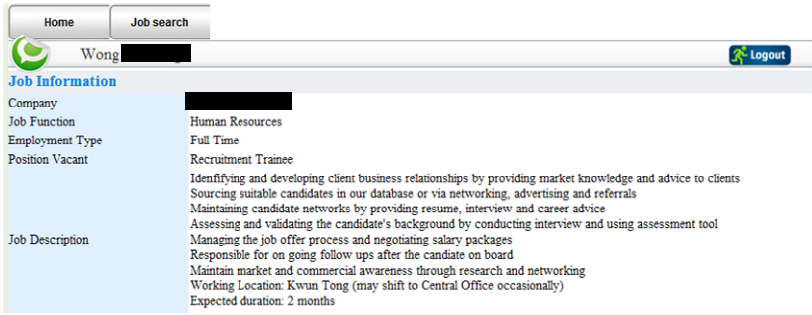 Home Job search
Wong
Logout
Job Information
Company
Job Function Human Resources
Employment Type Full Time
Position Vacant Recruitment Trainee
Job Description
Idenfifying and developing client business relationships by providing market knowledge and advice to clients
Sourcing suitable candidates in our database or via networking, advertising and referrals
Maintaining candidate networks by providing resume, interview and career advice
Assessing and validating the candidate's background by conducting interview and using assessment tool
Managing the job offer process and negotiating salary packages
Responsible for on going follow ups after the candiate on board
Maintain market and commercial awareness through research and networking
Working Location: Kwun Tong (may shift to Central Office occasionally)
Expected duration: 2 months